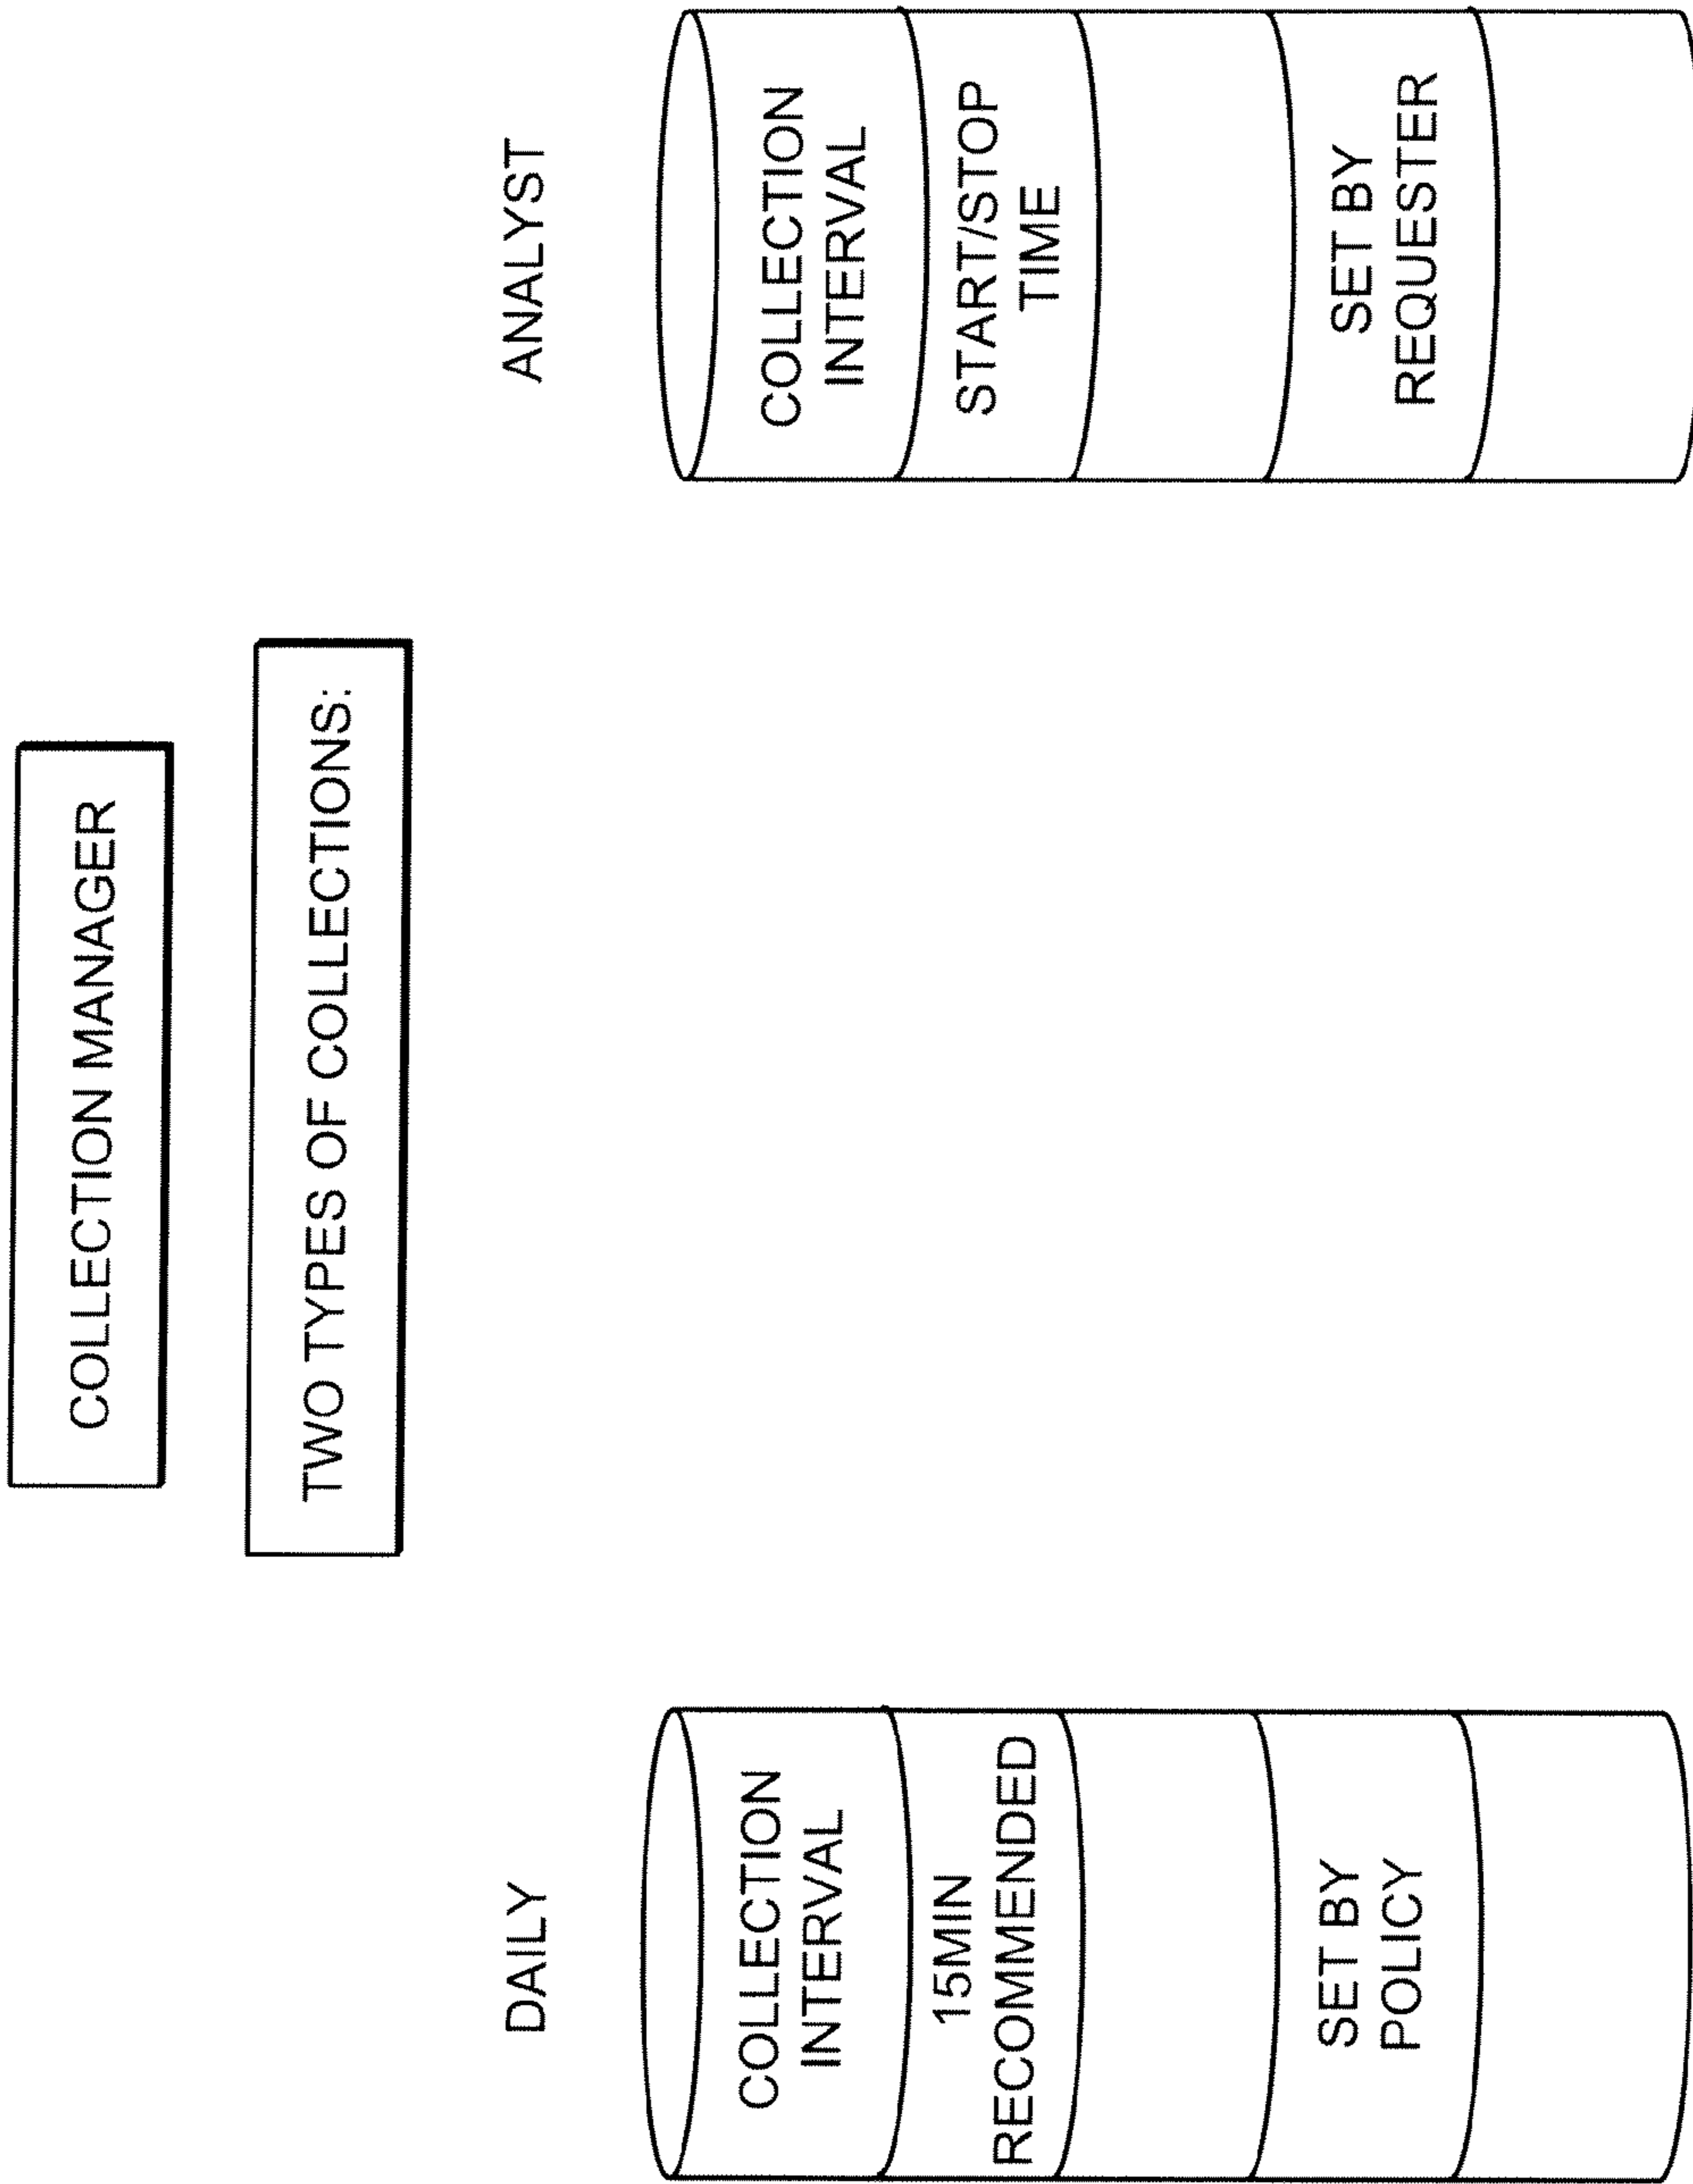 COLLECTION MANAGER
TWO TYPES OF COLLECTIONS:
DAILY
COLLECTION
INTERVAL
15MIN
RECOMMENDED
SET BY
POLICY
ANALYST
COLLECTION
INTERVAL
START/STOP
TIME
SET BY
REQUESTER